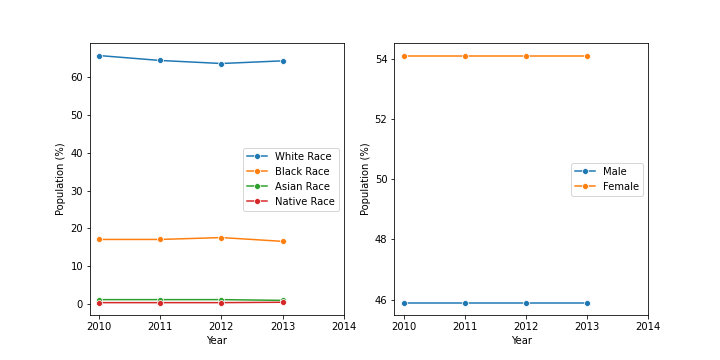 60
50
40
30
20
10
0
Population (%)
2010 2011 2012 2013 2014
Year
White Race
Black Race
Asian Race
Native Race
54
52
50
48
46
Population (%)
2010 2011 2012 2013 2014
Year
Male
Female